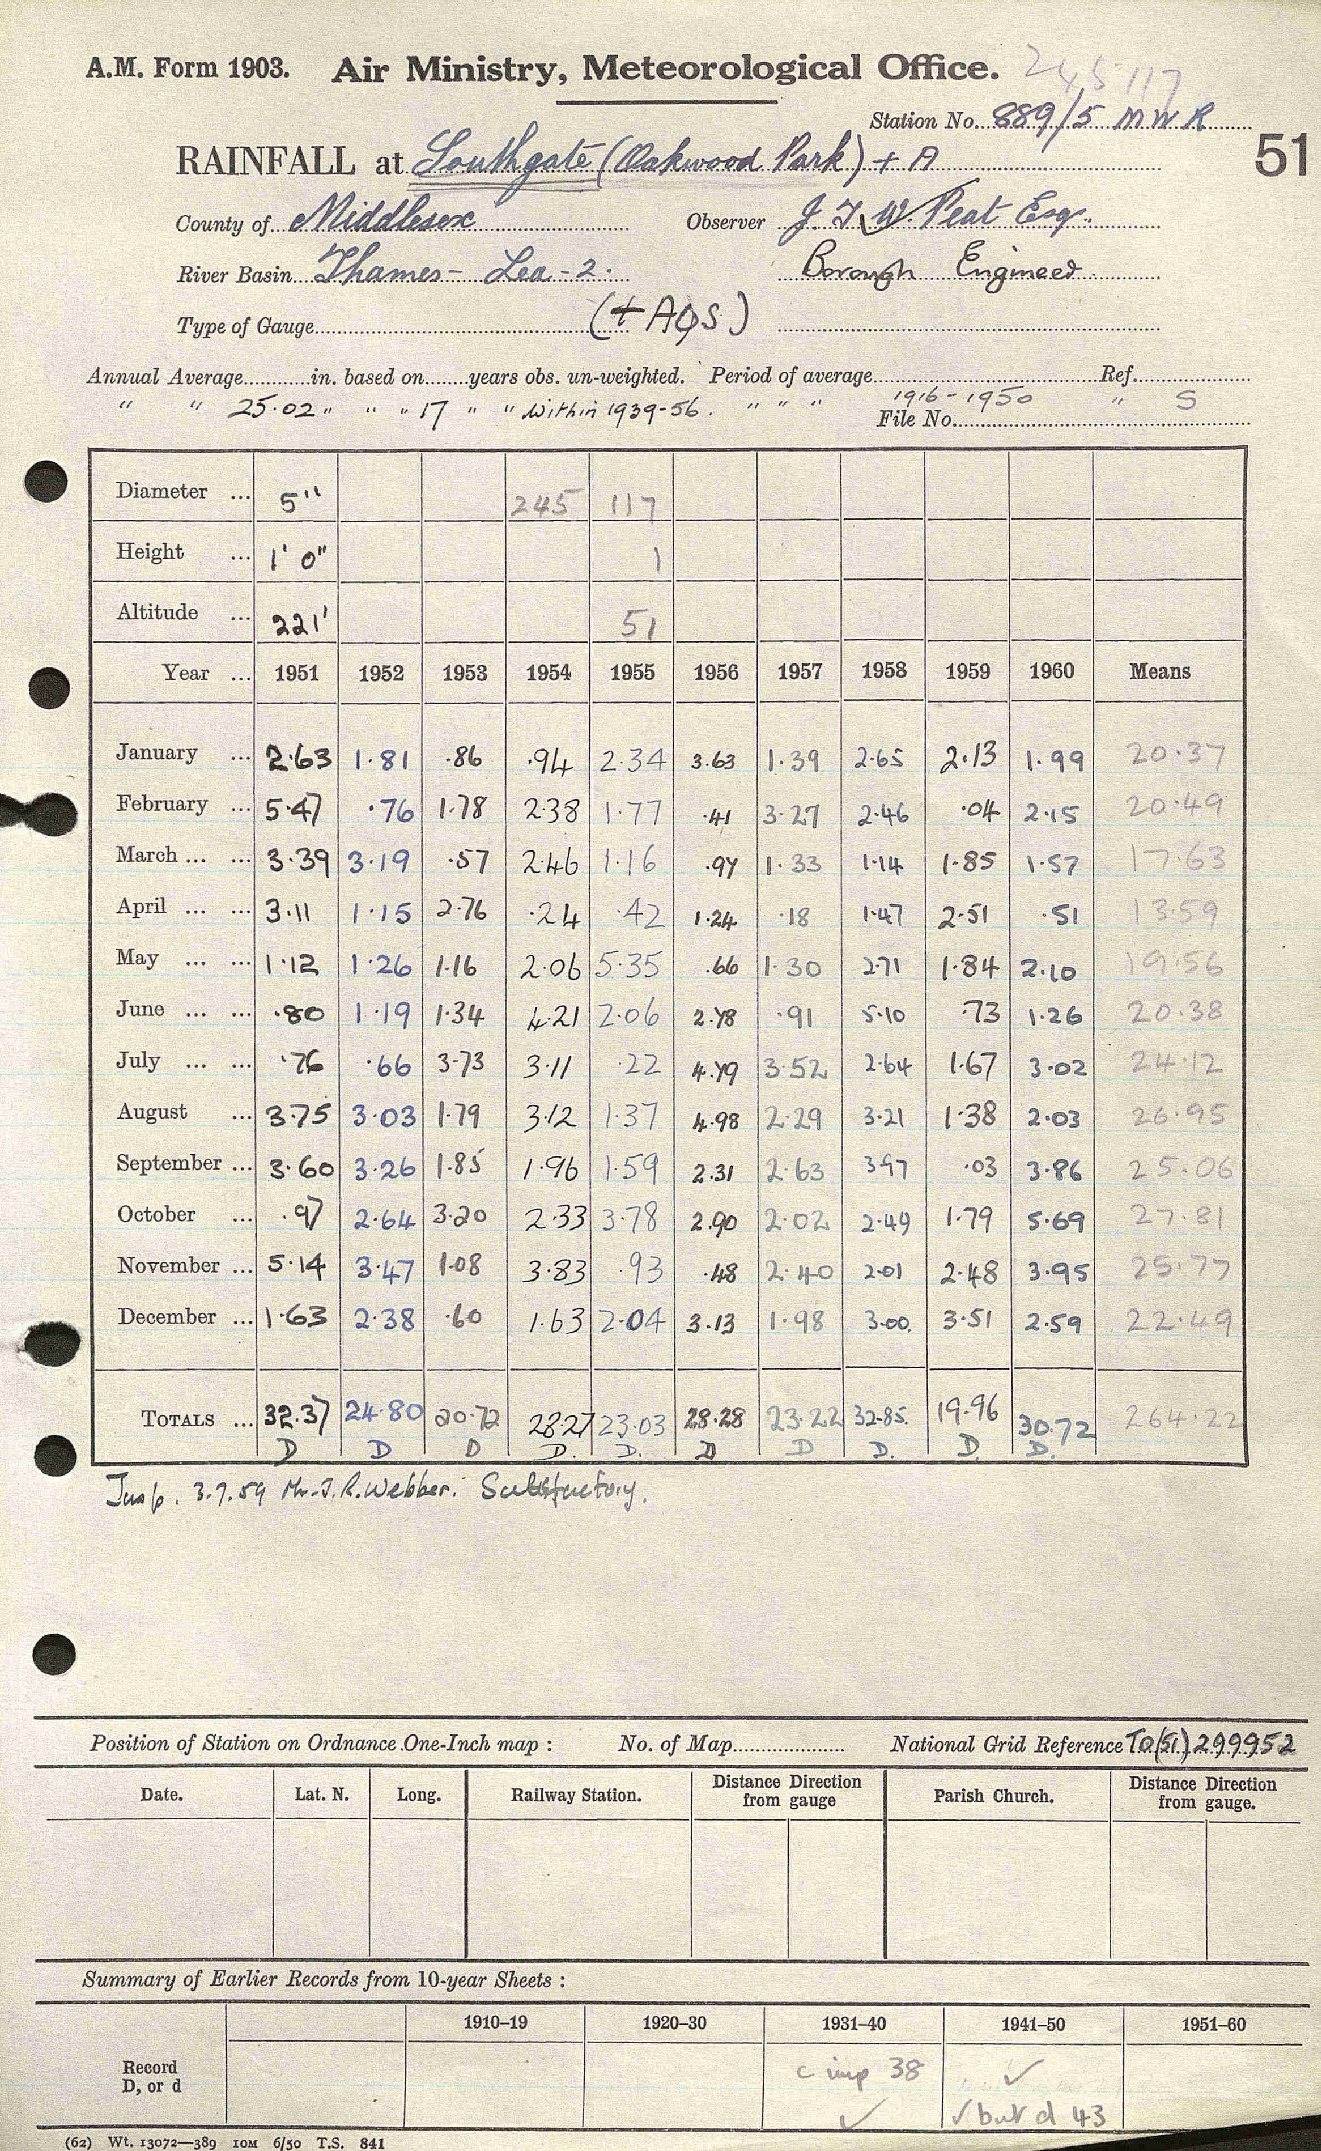 A.M. Form 1903. Air Ministry, Meteorological Office. 245117
Station No. 889/5 MWR
RAINFALL at Southgate (Oakwood Park) + A 51
County of Middlesex Observer J. T. W. Peat Esq.
River Basin Thames - Lea - 2. Borough Engineer
Type of Gauge (+ AQS)
Annual Average in. based on years obs. un-weighted. Period of average Ref.
" " 25.02 " " " 17 " " Within 1939-56. " " " 1916-1950 " S
File No.
Diameter ... 5" 245 117
Height ... 1' 0" 1
Altitude ... 221' 51
Year ... 1951 1952 1953 1954 1955 1956 1957 1958 1959 1960 Means
January ... 2.63 1.81 .86 .94 2.34 3.63 1.39 2.65 2.13 1.99 20.37
February ... 5.47 .76 1.78 2.38 1.77 .41 3.27 2.46 .04 2.15 20.49
March ... ... 3.39 3.19 .57 2.46 1.16 .97 1.33 1.14 1.85 1.57 17.63
April ... ... 3.11 1.15 2.76 .24 .42 1.24 .18 1.47 2.51 .51 13.59
May ... ... 1.12 1.26 1.16 2.06 5.35 .66 1.30 2.71 1.84 2.10 19.56
June ... ... .80 1.19 1.34 4.21 2.06 2.78 .91 5.10 .73 1.26 20.38
July ... ... .76 .66 3.73 3.11 .22 4.79 3.52 2.64 1.67 3.02 24.12
August ... 3.75 3.03 1.79 3.12 1.37 4.98 2.29 3.21 1.38 2.03 26.95
September ... 3.60 3.26 1.85 1.96 1.59 2.31 2.63 3.97 .03 3.86 25.06
October ... .97 2.64 3.20 2.33 3.78 2.90 2.02 2.49 1.79 5.69 27.81
November ... 5.14 3.47 1.08 3.83 .93 .48 2.40 2.01 2.48 3.95 25.77
December ... 1.63 2.38 .60 1.63 2.04 3.13 1.98 3.00. 3.51 2.59 22.49
TOTALS ... 32.37 24.80 20.72 28.27 23.03 28.28 23.22 32.85. 19.96 30.72 264.22
D D D D. D. D D D. D. D.
Insp. 3.7.59 Mr. J. R. Webber. Satisfactory.
Position of Station on Ordnance One-Inch map : No. of Map National Grid Reference TQ(51) 299952
Date. Lat. N. Long. Railway Station. Distance Direction from gauge Parish Church. Distance Direction from gauge.
Summary of Earlier Records from 10-year Sheets :
1910–19 1920–30 1931–40 1941–50 1951–60
Record D, or d c imp 38 ✓
✓ ✓ but d 43
(62) Wt. 13072—389 10M 6/50 T.S. 841